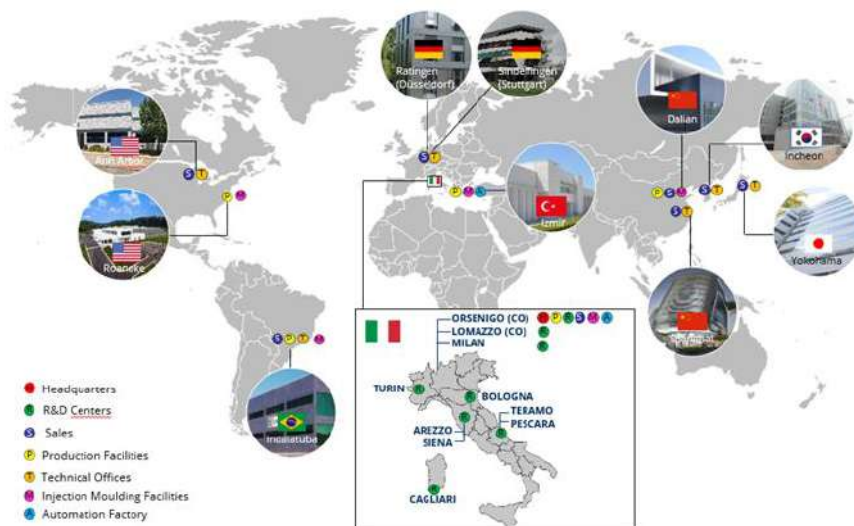 Ratingen
(Düsseldorf)
Sindelfingen
(Stuttgart)
Dalian
Ann Arbor
Incheon
S T
S T
P M
P M A
P S M
S T
S T
S T
Izmir
Roanoke
Yokohama
ORSENIGO (CO) H P R S M A
LOMAZZO (CO) R
MILAN R
S P T M
TURIN R
R BOLOGNA
TERAMO
PESCARA
R
R
AREZZO
SIENA
R
CAGLIARI
H Headquarters
R R&D Centers
S Sales
P Production Facilities
T Technical Offices
M Injection Moulding Facilities
A Automation Factory